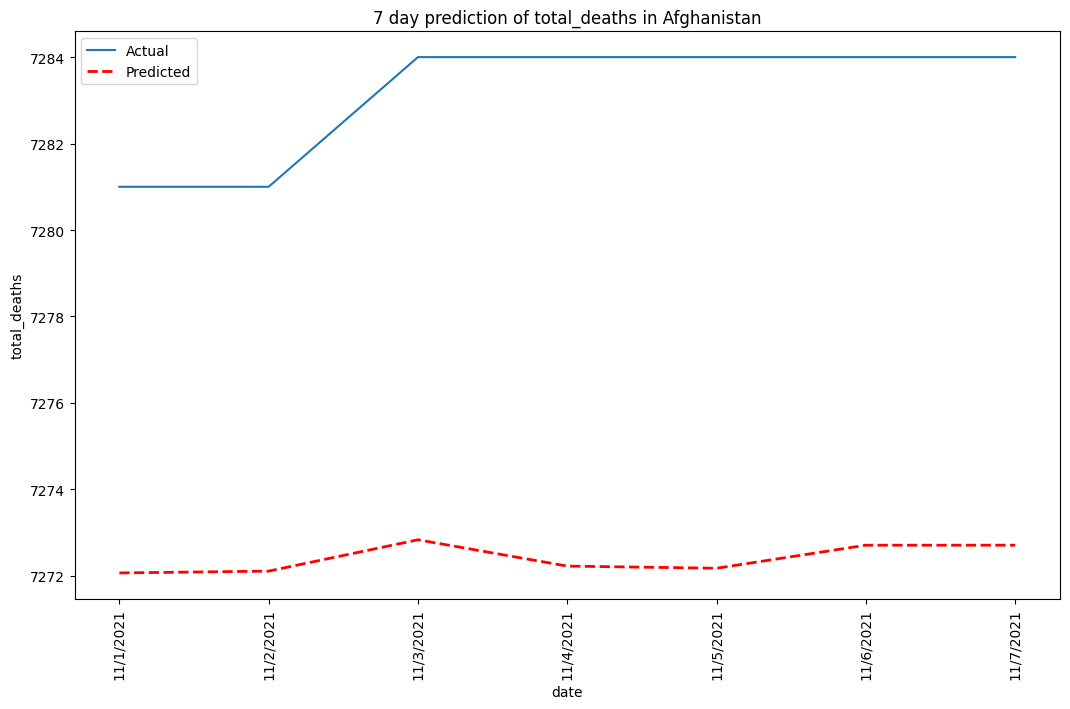 7 day prediction of total_deaths in Afghanistan
Actual
Predicted
7284
7282
7280
7278
7276
7274
7272
total_deaths
11/1/2021
11/2/2021
11/3/2021
11/4/2021
11/5/2021
11/6/2021
11/7/2021
date